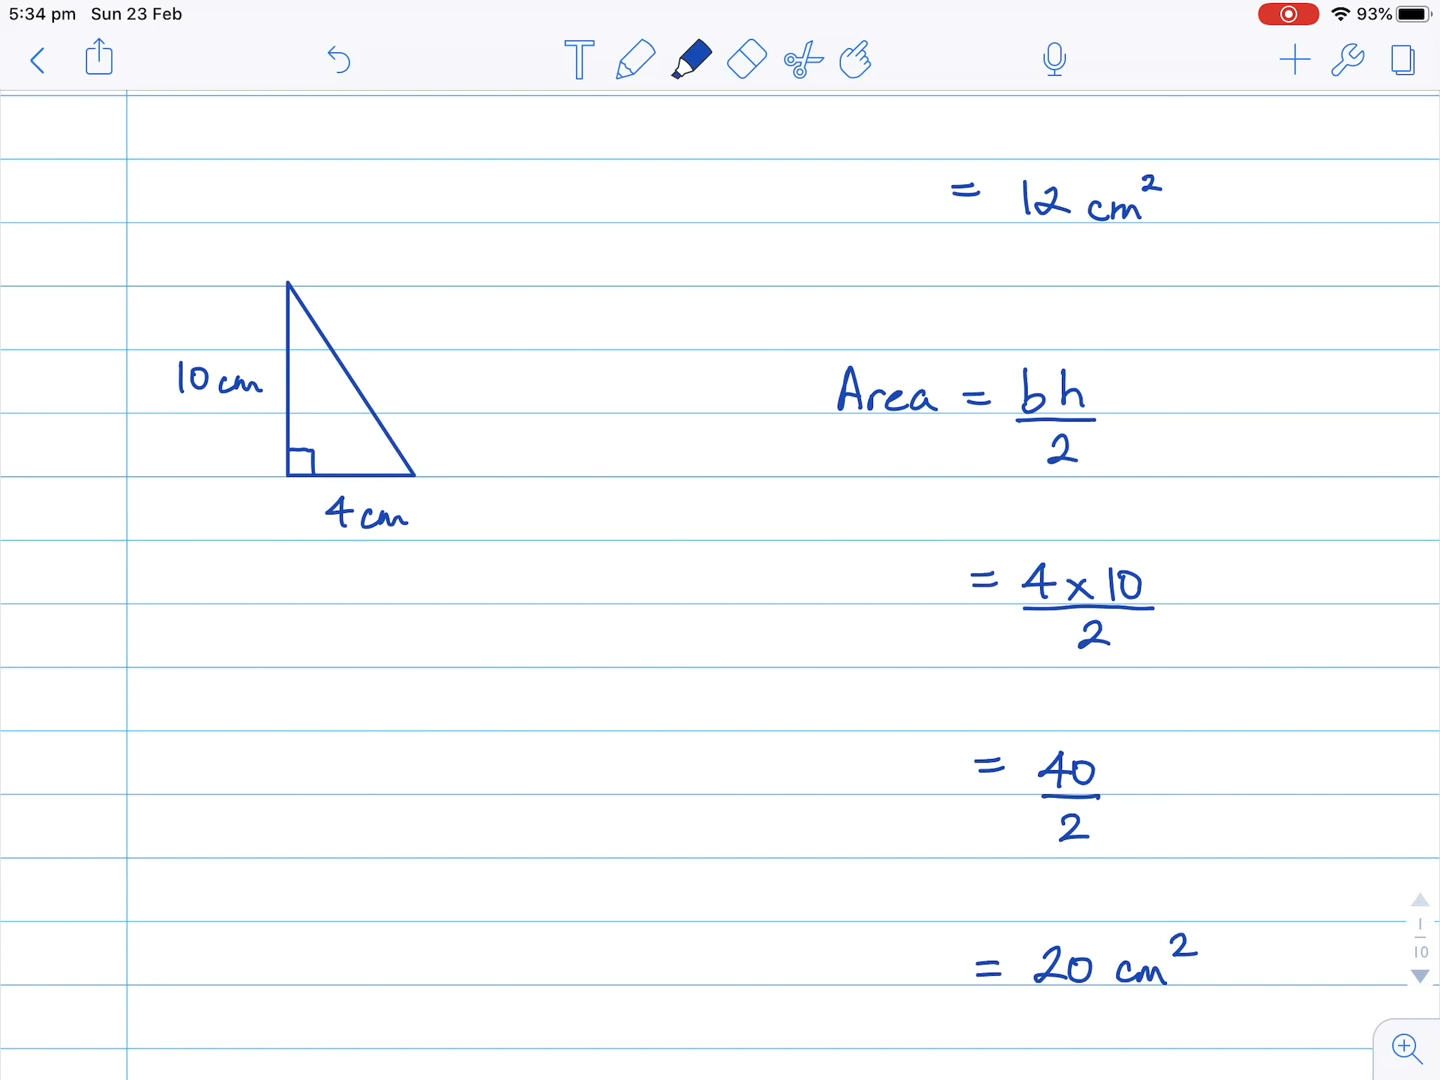 5:34 pm Sun 23 Feb
93%
T
= 12 cm²
10 cm
4 cm
Area = bh
2
= 4 × 10
2
= 40
2
= 20 cm²
1
10